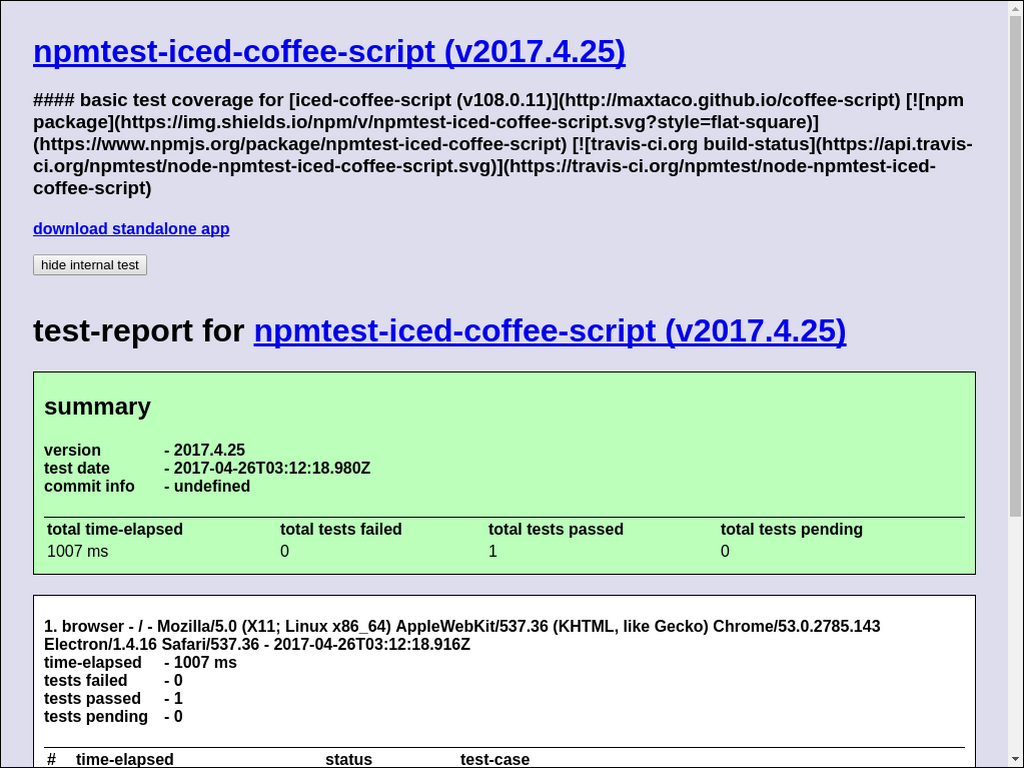 npmtest-iced-coffee-script (v2017.4.25)
#### basic test coverage for [iced-coffee-script (v108.0.11)](http://maxtaco.github.io/coffee-script) [![npm
package](https://img.shields.io/npm/v/npmtest-iced-coffee-script.svg?style=flat-square)]
(https://www.npmjs.org/package/npmtest-iced-coffee-script) [![travis-ci.org build-status](https://api.travis-
ci.org/npmtest/node-npmtest-iced-coffee-script.svg)](https://travis-ci.org/npmtest/node-npmtest-iced-
coffee-script)
download standalone app
hide internal test
test-report for npmtest-iced-coffee-script (v2017.4.25)
summary
version - 2017.4.25
test date - 2017-04-26T03:12:18.980Z
commit info - undefined
total time-elapsed total tests failed total tests passed total tests pending
1007 ms 0 1 0
1. browser - / - Mozilla/5.0 (X11; Linux x86_64) AppleWebKit/537.36 (KHTML, like Gecko) Chrome/53.0.2785.143
Electron/1.4.16 Safari/537.36 - 2017-04-26T03:12:18.916Z
time-elapsed - 1007 ms
tests failed - 0
tests passed - 1
tests pending - 0
# time-elapsed status test-case